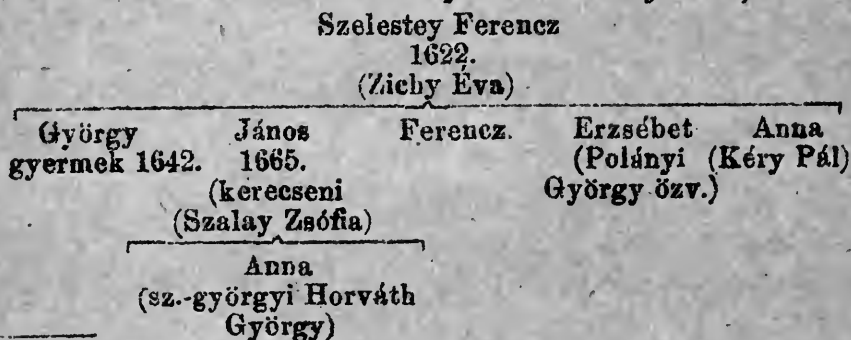 Szelestey Ferencz
1622.
(Zichy Éva)
György János Ferencz. Erzsébet Anna
gyermek 1642. 1665. (Polányi (Kéry Pál)
(kerecseni György özv.)
(Szalay Zsófia)
Anna
(sz.-györgyi Horváth
György)